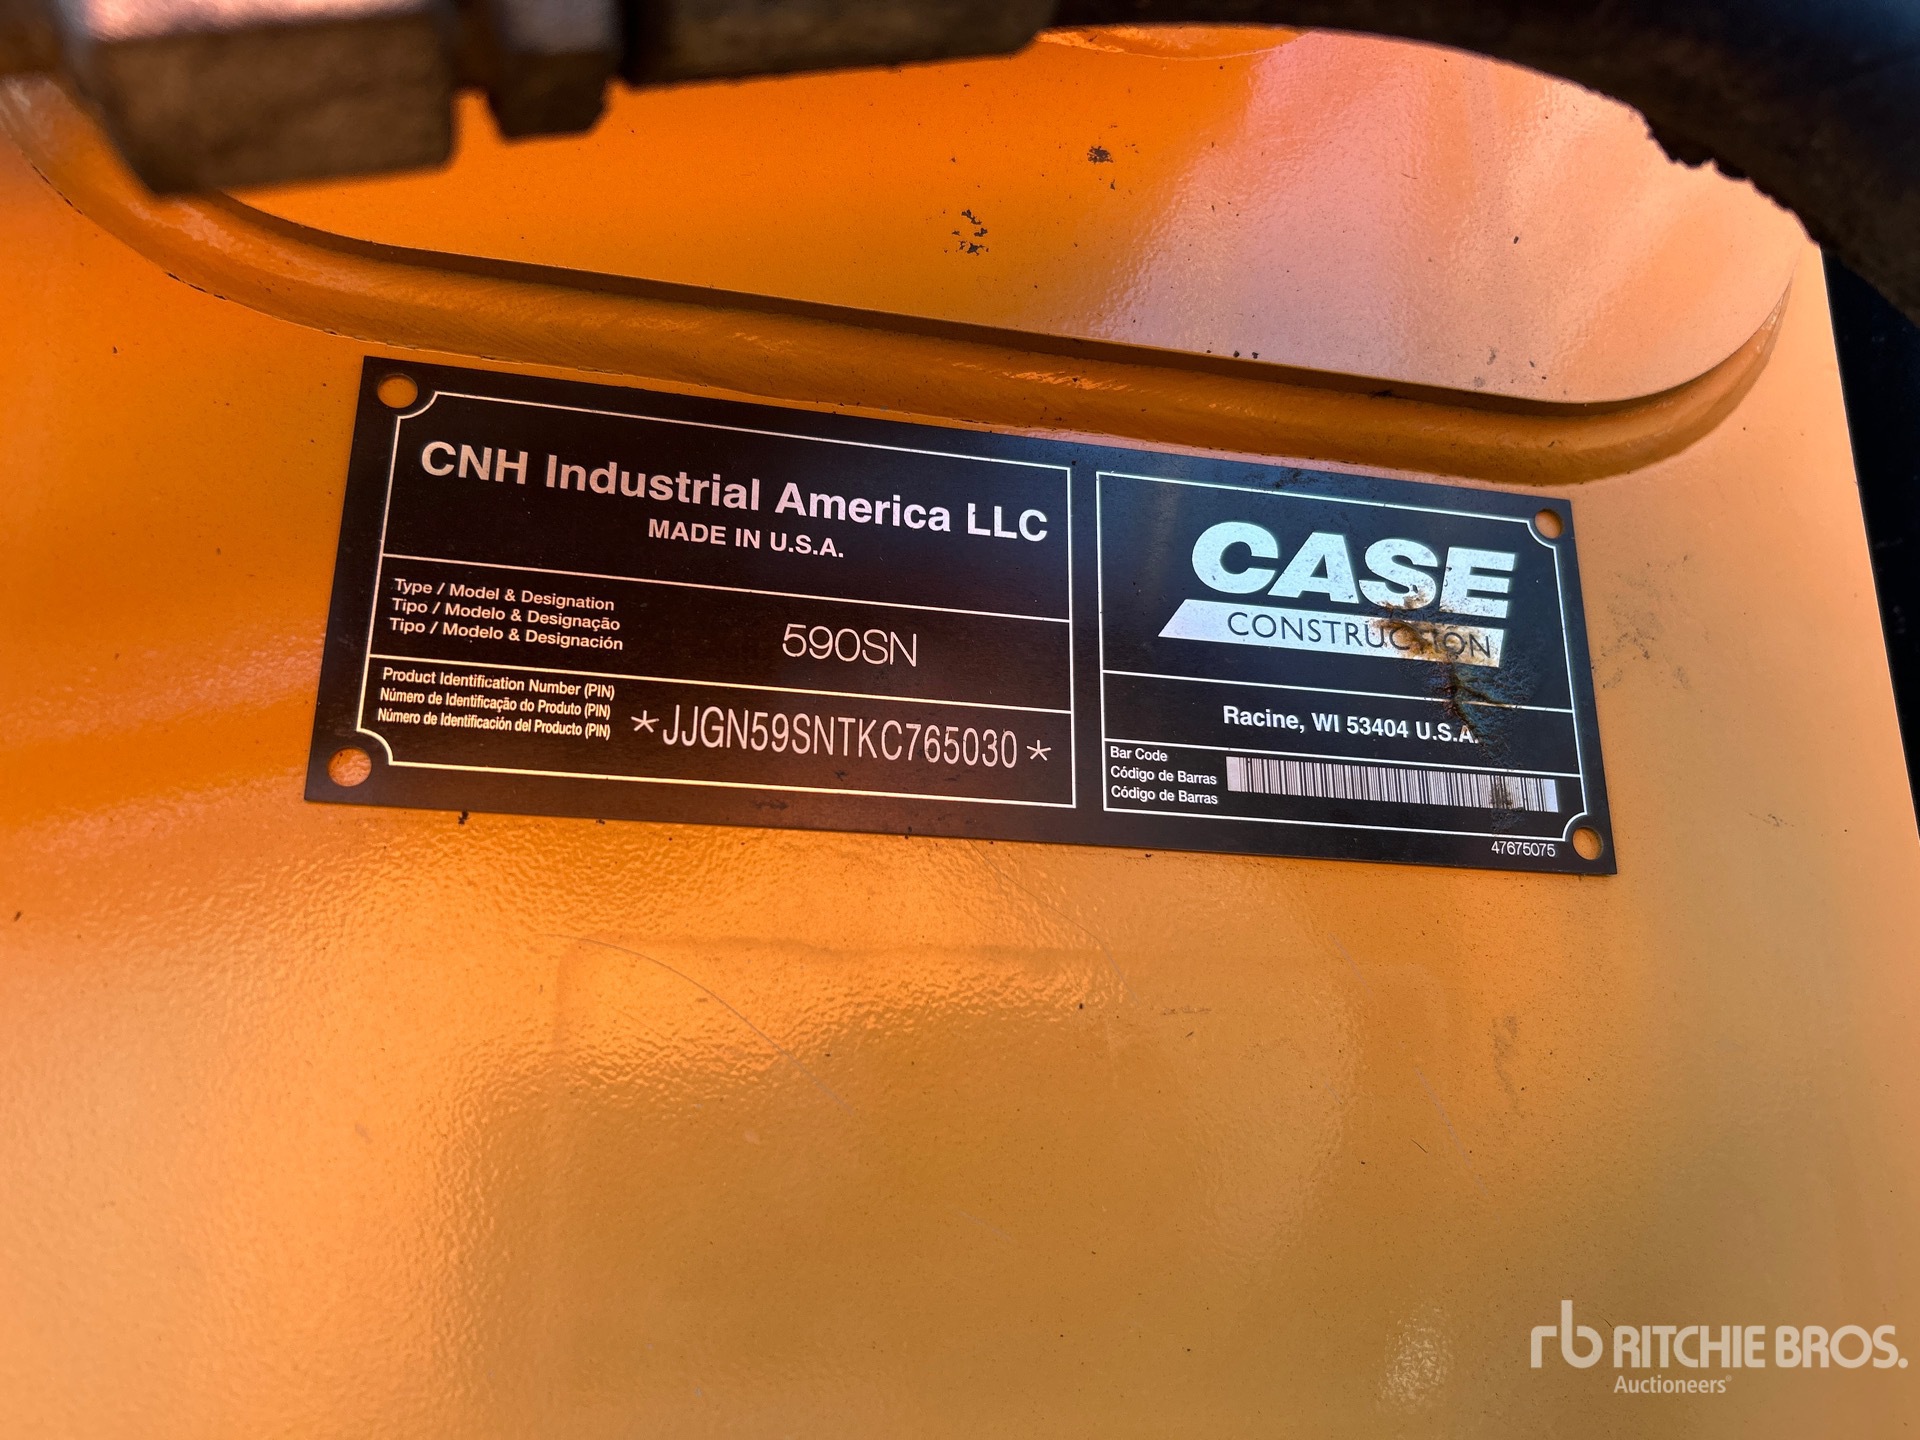 CNH Industrial America LLC
MADE IN U.S.A.
Type / Model & Designation
Tipo / Modelo & Designação
Tipo / Modelo & Designación
590SN
Product Identification Number (PIN)
Número de Identificação do Produto (PIN)
Número de Identificación del Producto (PIN)
*JJGN59SNTKC765030*
CASE
CONSTRUCTION
Racine, WI 53404 U.S.A.
Bar Code
Código de Barras
Código de Barras
47675075
rb RITCHIE BROS.
Auctioneers®